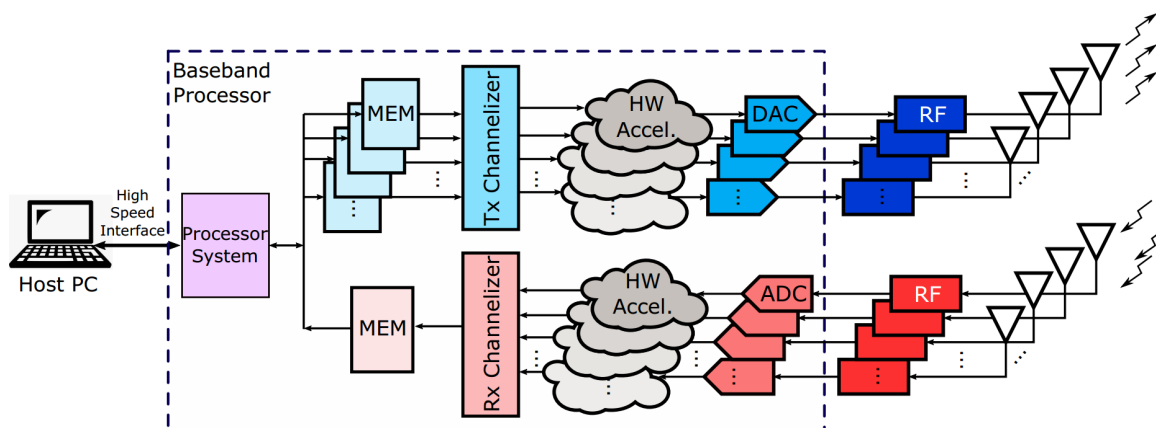 Baseband
Processor
MEM
Tx Channelizer
HW
Accel.
DAC
RF
High
Speed
Interface
Processor
System
Host PC
MEM
Rx Channelizer
HW
Accel.
ADC
RF